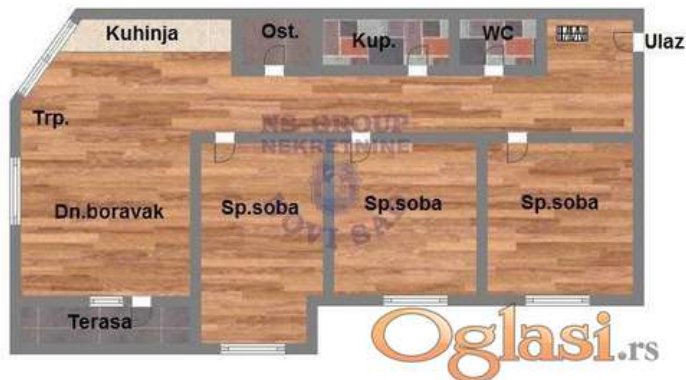 Kuhinja
Ost.
Kup.
WC
Ulaz
Trp.
NS-GROUP
NEKRETNINE
Dn.boravak
Sp.soba
Sp.soba
Sp.soba
NOVI SAD
Terasa
Oglasi.rs